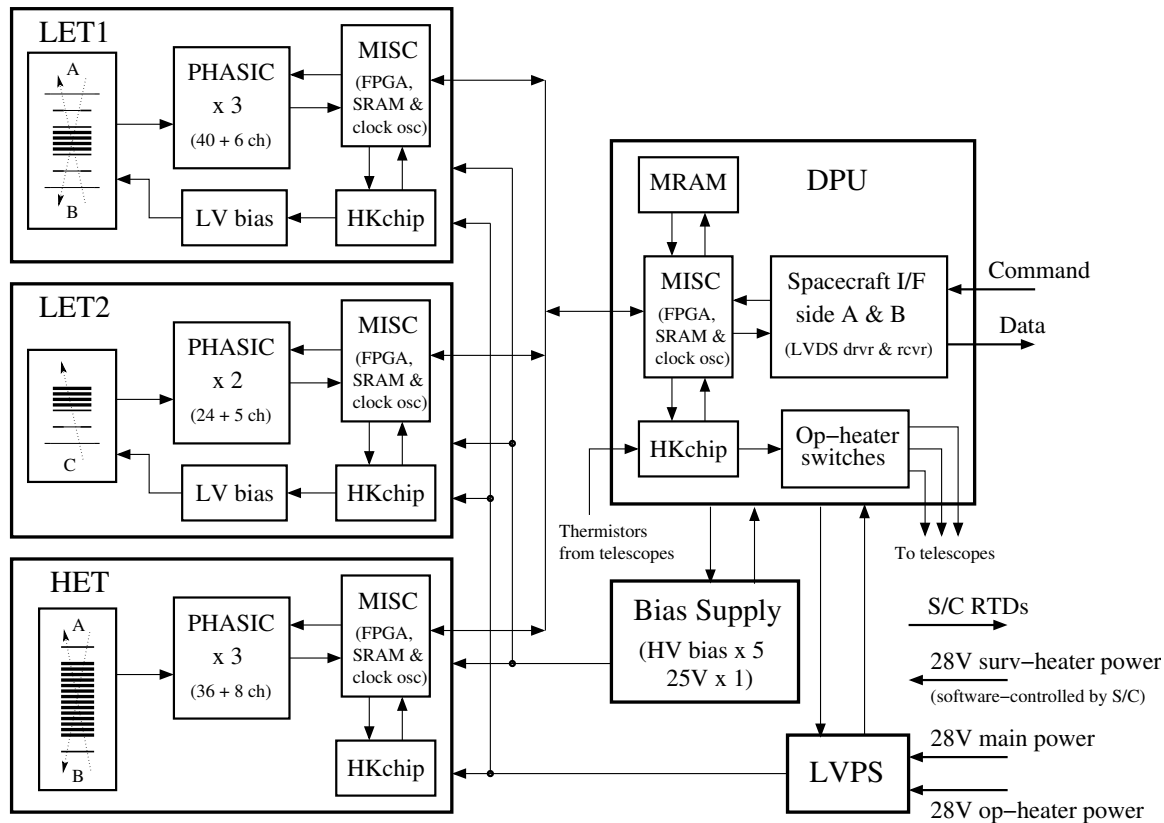 LET1
A
B
PHASIC
x 3
(40 + 6 ch)
MISC
(FPGA,
SRAM &
clock osc)
LV bias
HKchip
LET2
C
PHASIC
x 2
(24 + 5 ch)
MISC
(FPGA,
SRAM &
clock osc)
LV bias
HKchip
HET
A
B
PHASIC
x 3
(36 + 8 ch)
MISC
(FPGA,
SRAM &
clock osc)
HKchip
DPU
MRAM
MISC
(FPGA,
SRAM &
clock osc)
Spacecraft I/F
side A & B
(LVDS drvr & rcvr)
Command
Data
HKchip
Op-heater
switches
Thermistors
from telescopes
To telescopes
Bias Supply
(HV bias x 5
25V x 1)
LVPS
S/C RTDs
28V surv-heater power
(software-controlled by S/C)
28V main power
28V op-heater power